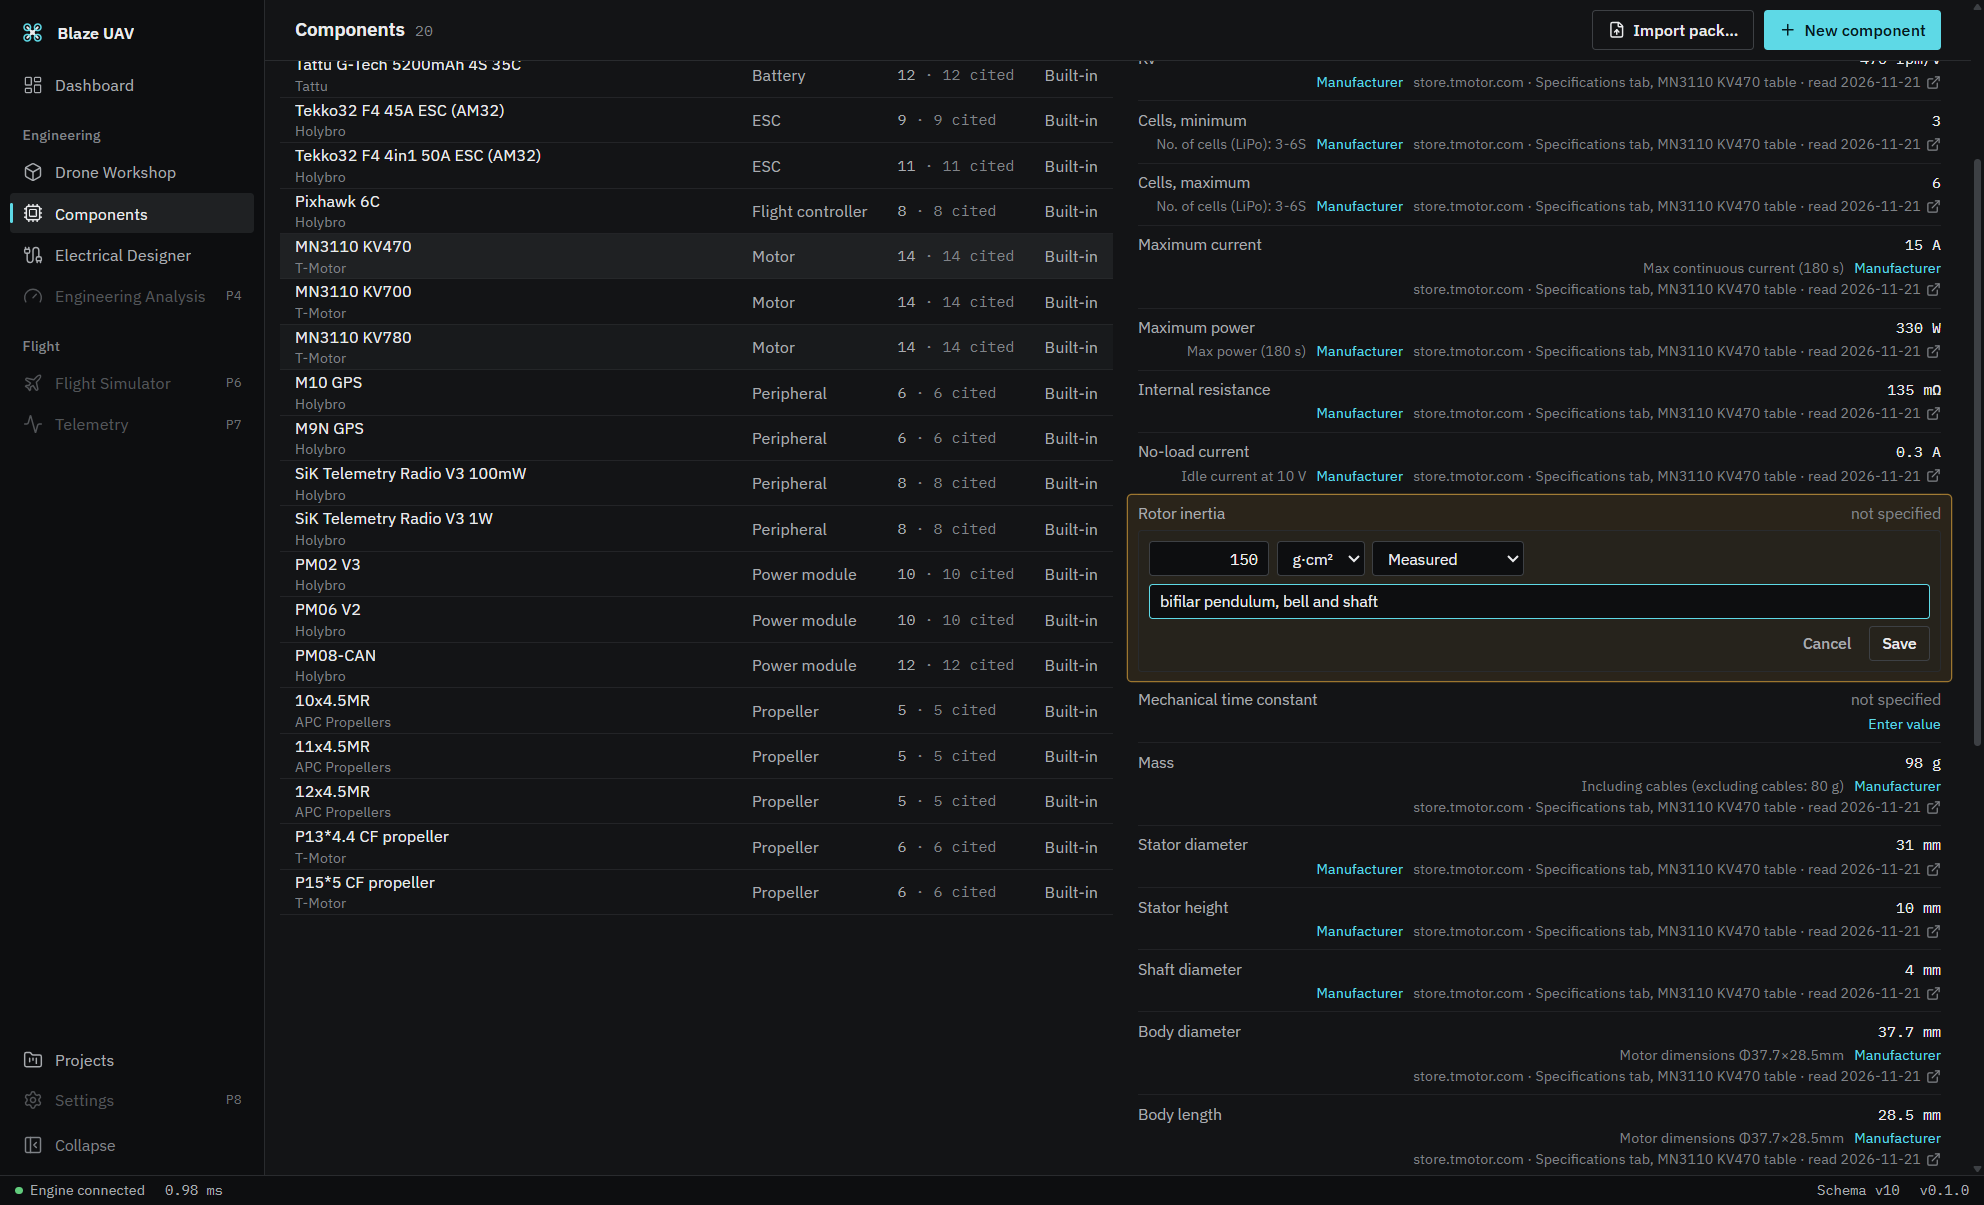 Blaze UAV
Dashboard
Engineering
Drone Workshop
Components
Electrical Designer
Engineering Analysis P4
Flight
Flight Simulator P6
Telemetry P7
Projects
Settings P8
Collapse
Components 20
Import pack...
New component
Tattu G-Tech 5200mAh 4S 35C
Tattu
Battery 12 · 12 cited Built-in
Tekko32 F4 45A ESC (AM32)
Holybro
ESC 9 · 9 cited Built-in
Tekko32 F4 4in1 50A ESC (AM32)
Holybro
ESC 11 · 11 cited Built-in
Pixhawk 6C
Holybro
Flight controller 8 · 8 cited Built-in
MN3110 KV470
T-Motor
Motor 14 · 14 cited Built-in
MN3110 KV700
T-Motor
Motor 14 · 14 cited Built-in
MN3110 KV780
T-Motor
Motor 14 · 14 cited Built-in
M10 GPS
Holybro
Peripheral 6 · 6 cited Built-in
M9N GPS
Holybro
Peripheral 6 · 6 cited Built-in
SiK Telemetry Radio V3 100mW
Holybro
Peripheral 8 · 8 cited Built-in
SiK Telemetry Radio V3 1W
Holybro
Peripheral 8 · 8 cited Built-in
PM02 V3
Holybro
Power module 10 · 10 cited Built-in
PM06 V2
Holybro
Power module 10 · 10 cited Built-in
PM08-CAN
Holybro
Power module 12 · 12 cited Built-in
10x4.5MR
APC Propellers
Propeller 5 · 5 cited Built-in
11x4.5MR
APC Propellers
Propeller 5 · 5 cited Built-in
12x4.5MR
APC Propellers
Propeller 5 · 5 cited Built-in
P13*4.4 CF propeller
T-Motor
Propeller 6 · 6 cited Built-in
P15*5 CF propeller
T-Motor
Propeller 6 · 6 cited Built-in
Manufacturer store.tmotor.com · Specifications tab, MN3110 KV470 table · read 2026-11-21
Cells, minimum 3
No. of cells (LiPo): 3-6S Manufacturer store.tmotor.com · Specifications tab, MN3110 KV470 table · read 2026-11-21
Cells, maximum 6
No. of cells (LiPo): 3-6S Manufacturer store.tmotor.com · Specifications tab, MN3110 KV470 table · read 2026-11-21
Maximum current 15 A
Max continuous current (180 s) Manufacturer
store.tmotor.com · Specifications tab, MN3110 KV470 table · read 2026-11-21
Maximum power 330 W
Max power (180 s) Manufacturer store.tmotor.com · Specifications tab, MN3110 KV470 table · read 2026-11-21
Internal resistance 135 mΩ
Manufacturer store.tmotor.com · Specifications tab, MN3110 KV470 table · read 2026-11-21
No-load current 0.3 A
Idle current at 10 V Manufacturer store.tmotor.com · Specifications tab, MN3110 KV470 table · read 2026-11-21
Rotor inertia not specified
150 g·cm² Measured
bifilar pendulum, bell and shaft
Cancel Save
Mechanical time constant not specified
Enter value
Mass 98 g
Including cables (excluding cables: 80 g) Manufacturer
store.tmotor.com · Specifications tab, MN3110 KV470 table · read 2026-11-21
Stator diameter 31 mm
Manufacturer store.tmotor.com · Specifications tab, MN3110 KV470 table · read 2026-11-21
Stator height 10 mm
Manufacturer store.tmotor.com · Specifications tab, MN3110 KV470 table · read 2026-11-21
Shaft diameter 4 mm
Manufacturer store.tmotor.com · Specifications tab, MN3110 KV470 table · read 2026-11-21
Body diameter 37.7 mm
Motor dimensions Φ37.7×28.5mm Manufacturer
store.tmotor.com · Specifications tab, MN3110 KV470 table · read 2026-11-21
Body length 28.5 mm
Motor dimensions Φ37.7×28.5mm Manufacturer
store.tmotor.com · Specifications tab, MN3110 KV470 table · read 2026-11-21
Engine connected 0.98 ms
Schema v10 v0.1.0